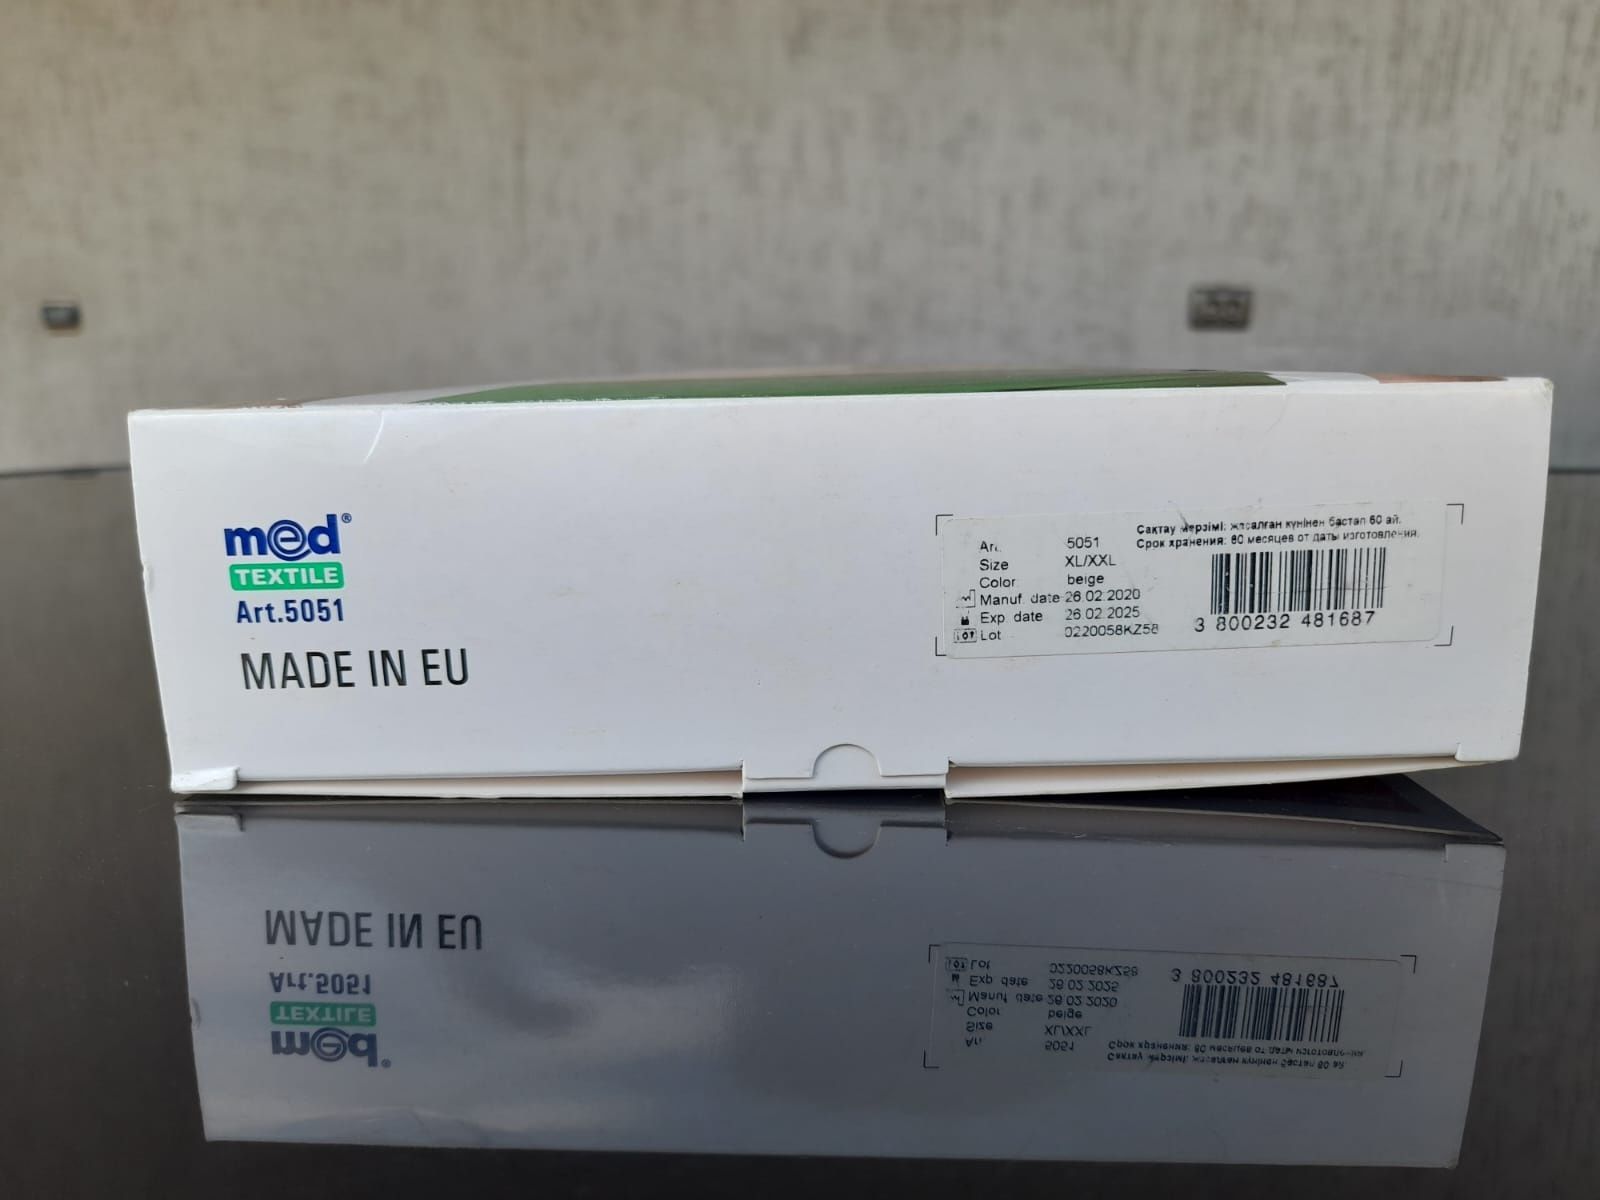 med®
TEXTILE
Art.5051
MADE IN EU
Сақтау мерзімі: жасалған күнінен бастап 60 ай.
Срок хранения: 60 месяцев от даты изготовления.
Art. 5051
Size XL/XXL
Color beige
Manuf. date 26.02.2020
Exp. date 26.02.2025
LOT Lot 0220058KZ58
3 800232 481687